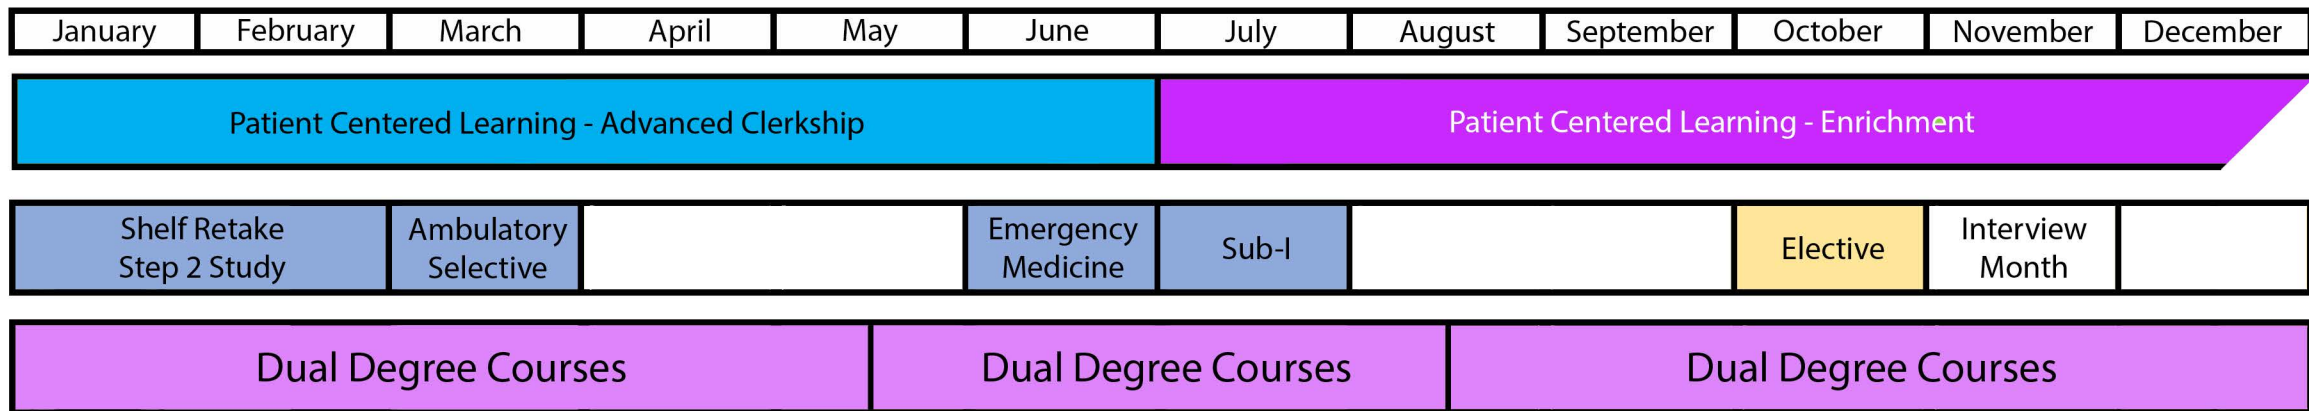 January February March April May June July August September October November December
Patient Centered Learning - Advanced Clerkship
Patient Centered Learning - Enrichment
Shelf Retake
Step 2 Study
Ambulatory
Selective
Emergency
Medicine
Sub-I
Elective
Interview
Month
Dual Degree Courses
Dual Degree Courses
Dual Degree Courses